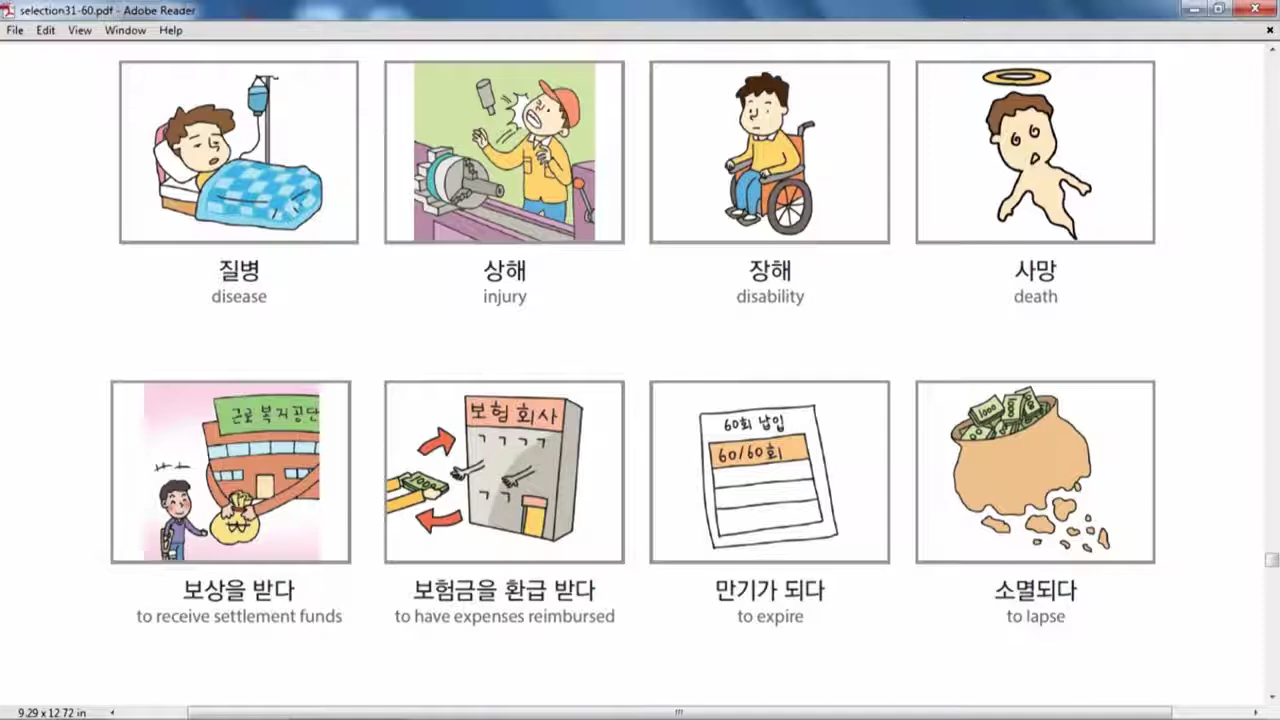 selection31-60.pdf - Adobe Reader
File Edit View Window Help
질병 상해 장해 사망
disease injury disability death
근로복지공단
보험회사
60회 납입
60/60회
1000
보상을 받다 보험금을 환급 받다 만기가 되다 소멸되다
to receive settlement funds to have expenses reimbursed to expire to lapse
9.29 x 12.72 in